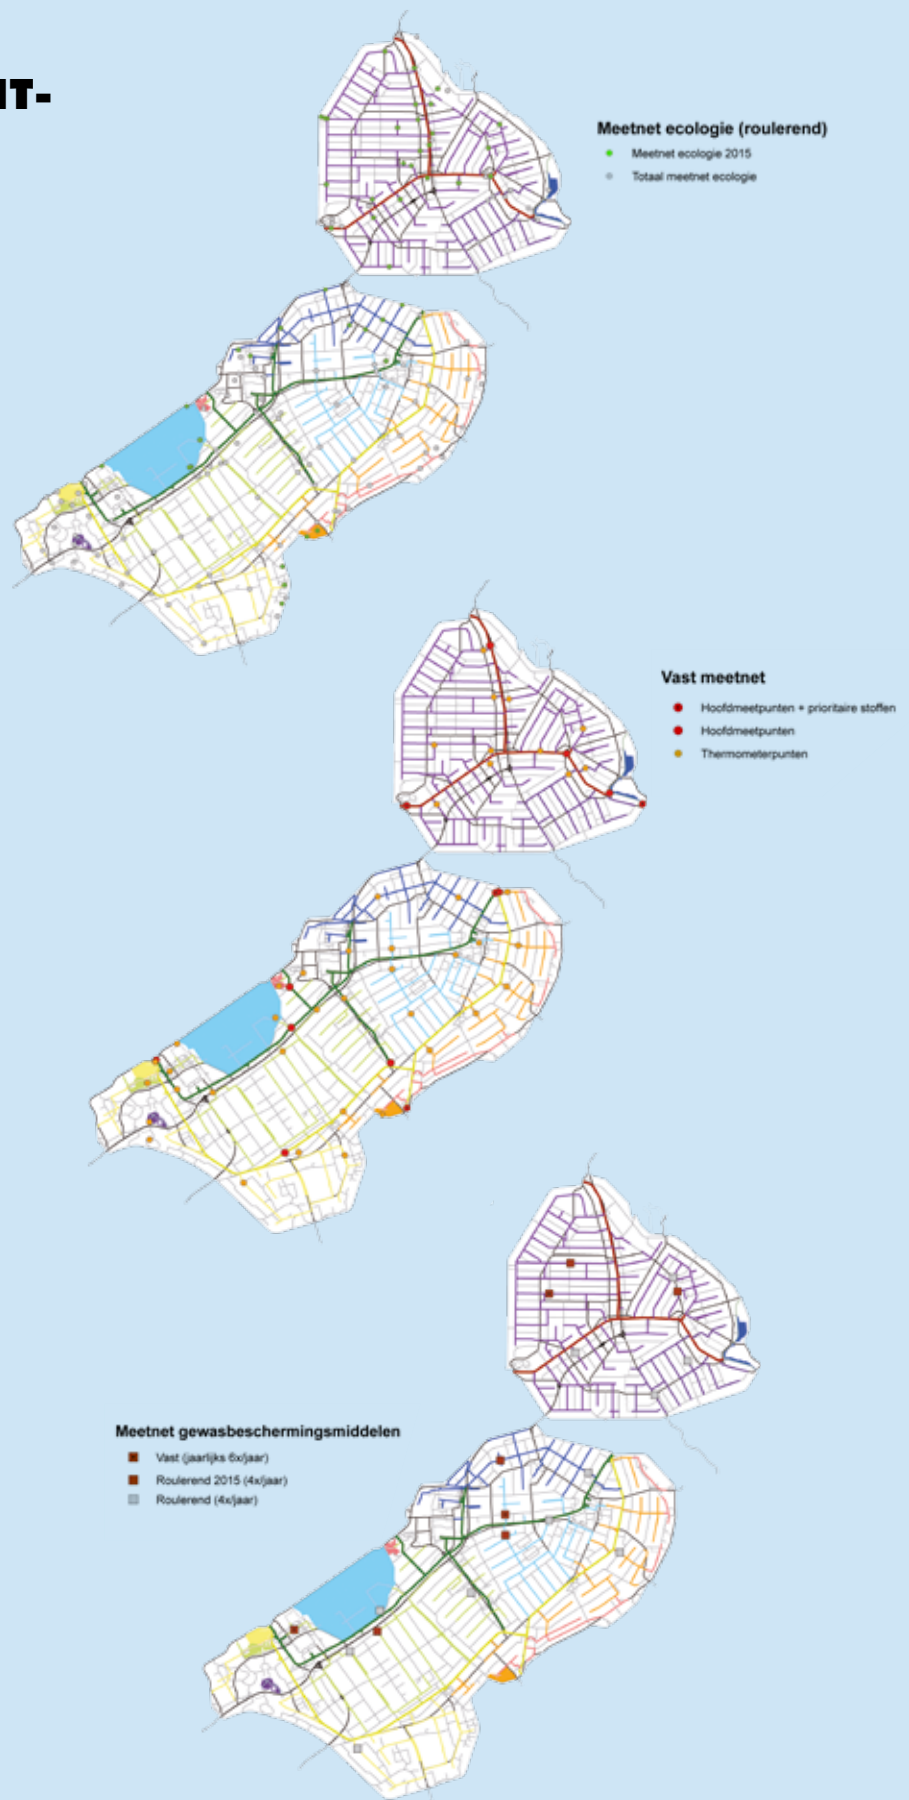 IT-
Meetnet ecologie (roulerend)
Meetnet ecologie 2015
Totaal meetnet ecologie
Vast meetnet
Hoofdmeetpunten + prioritaire stoffen
Hoofdmeetpunten
Thermometerpunten
Meetnet gewasbeschermingsmiddelen
Vast (jaarlijks 6x/jaar)
Roulerend 2015 (4x/jaar)
Roulerend (4x/jaar)